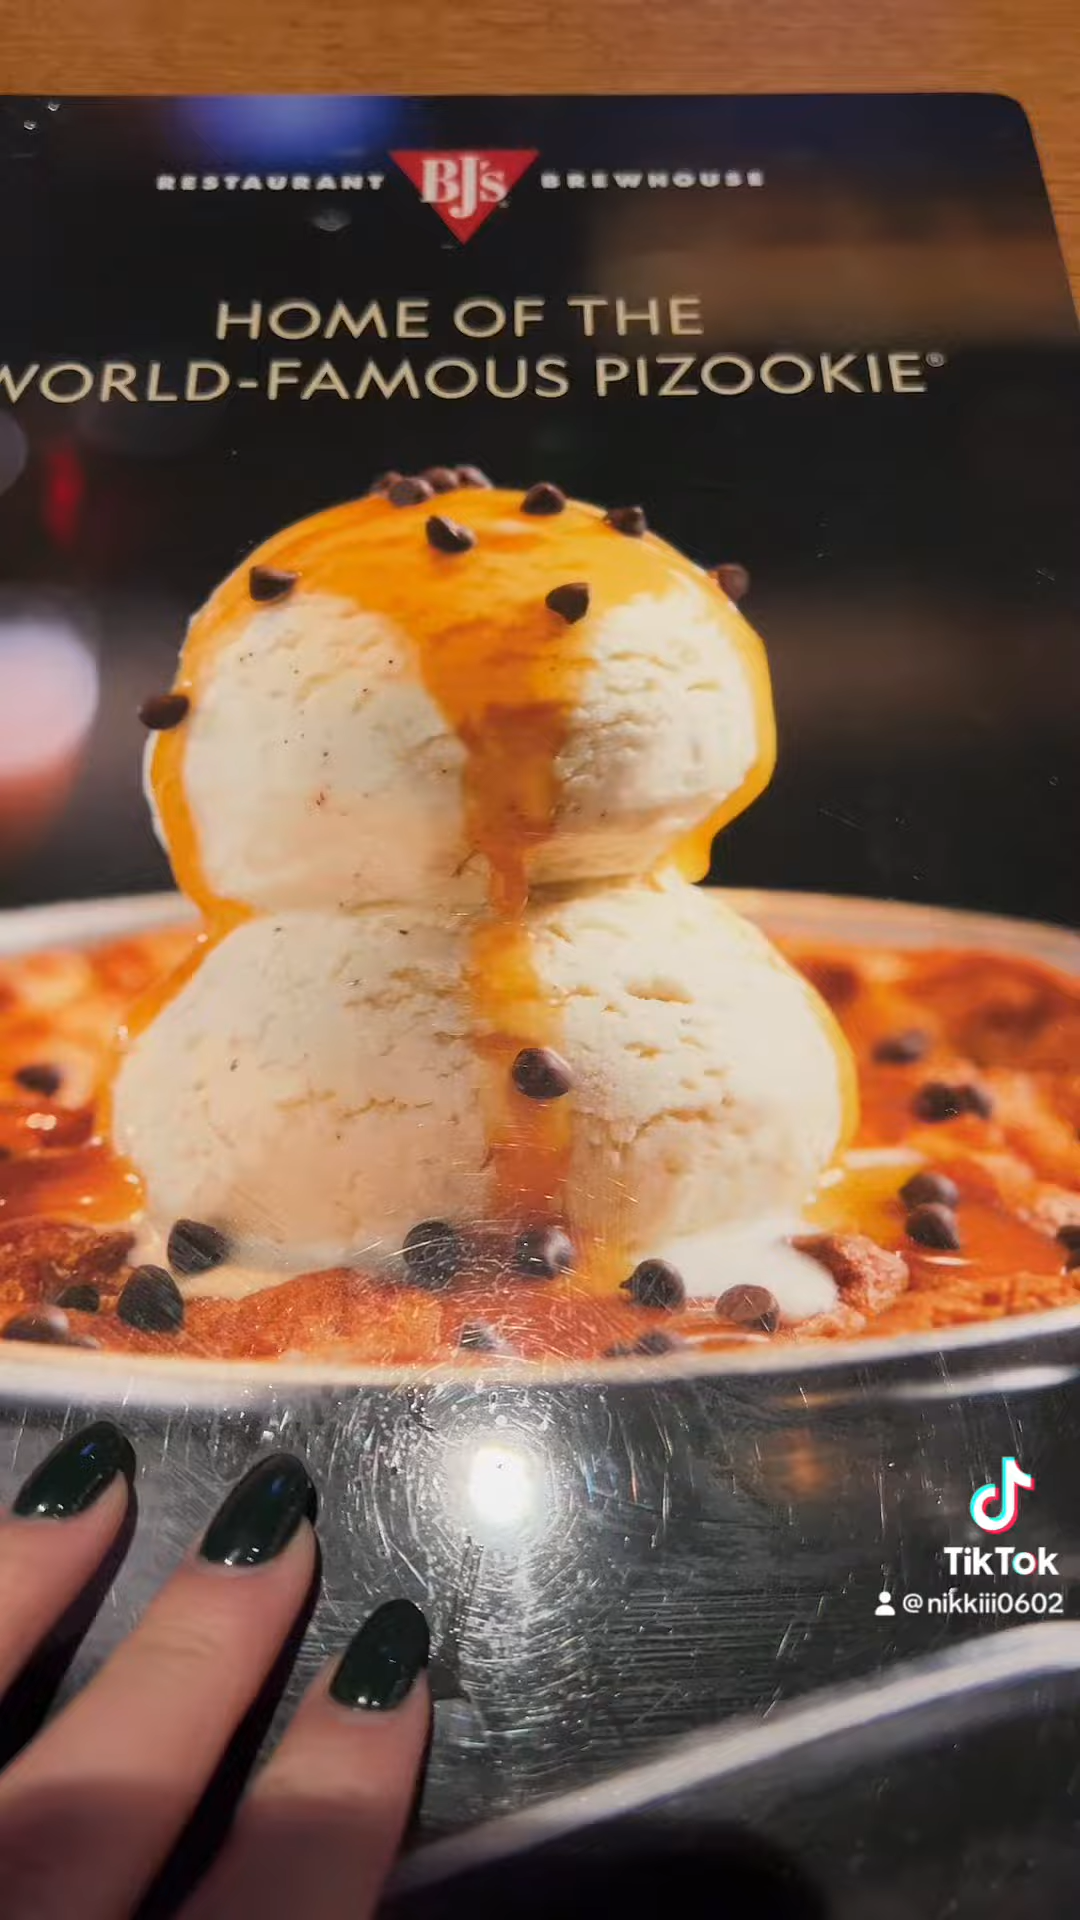 RESTAURANT BJ's BREWHOUSE
HOME OF THE
WORLD-FAMOUS PIZOOKIE®
TikTok
@nikkiii0602